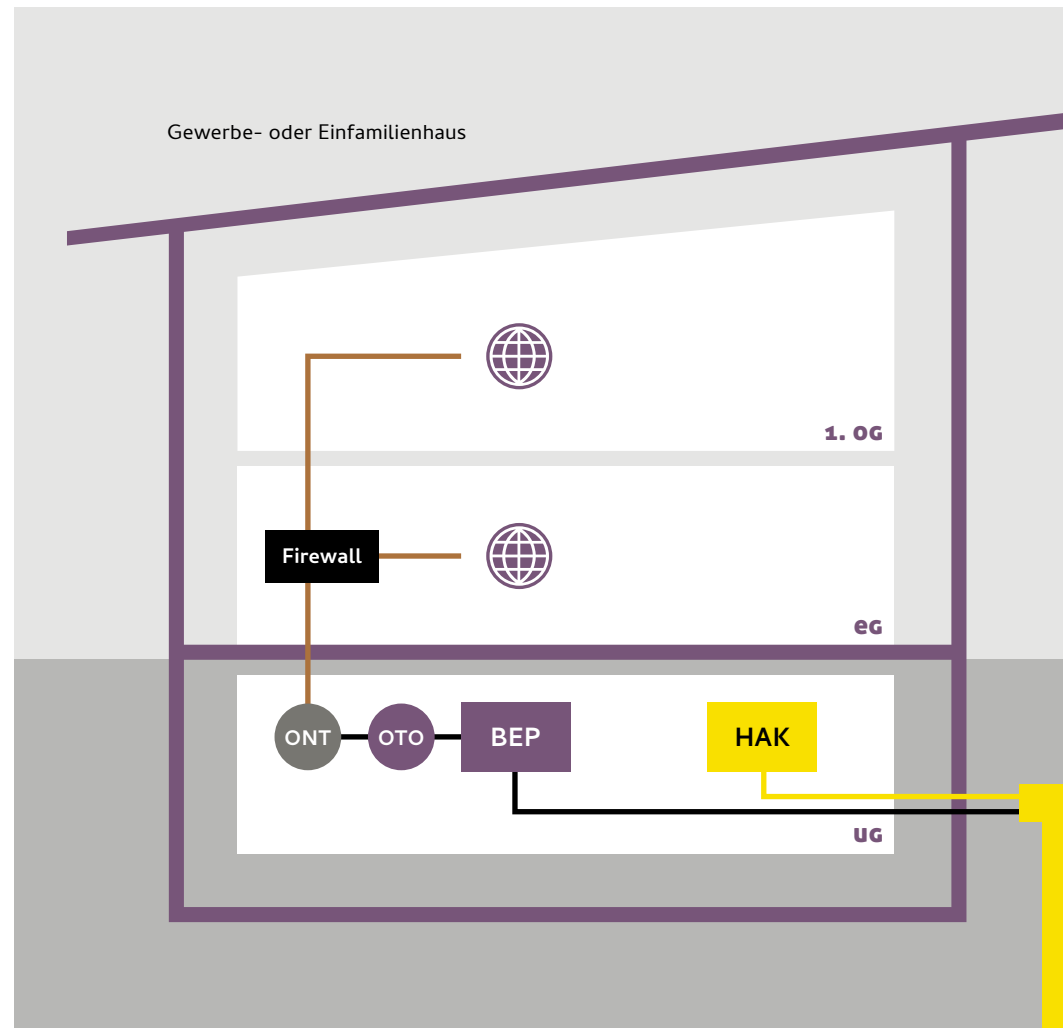 Gewerbe- oder Einfamilienhaus
1. OG
Firewall
eG
ONT
OTO
BEP
HAK
uG